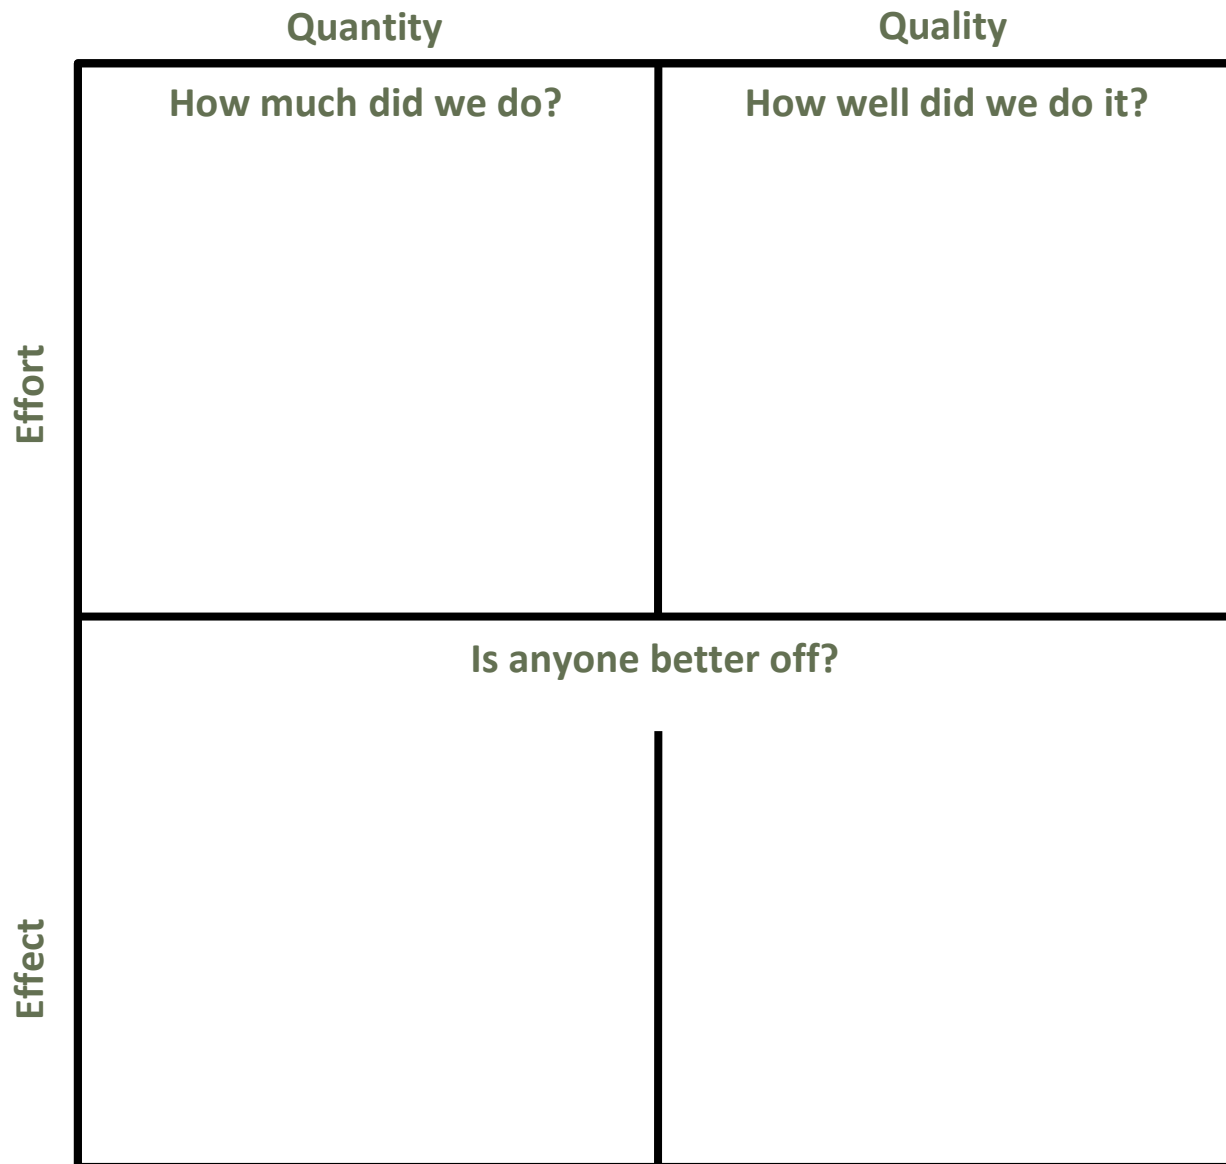 Quantity
Quality
How much did we do?
How well did we do it?
Effort
Is anyone better off?
Effect